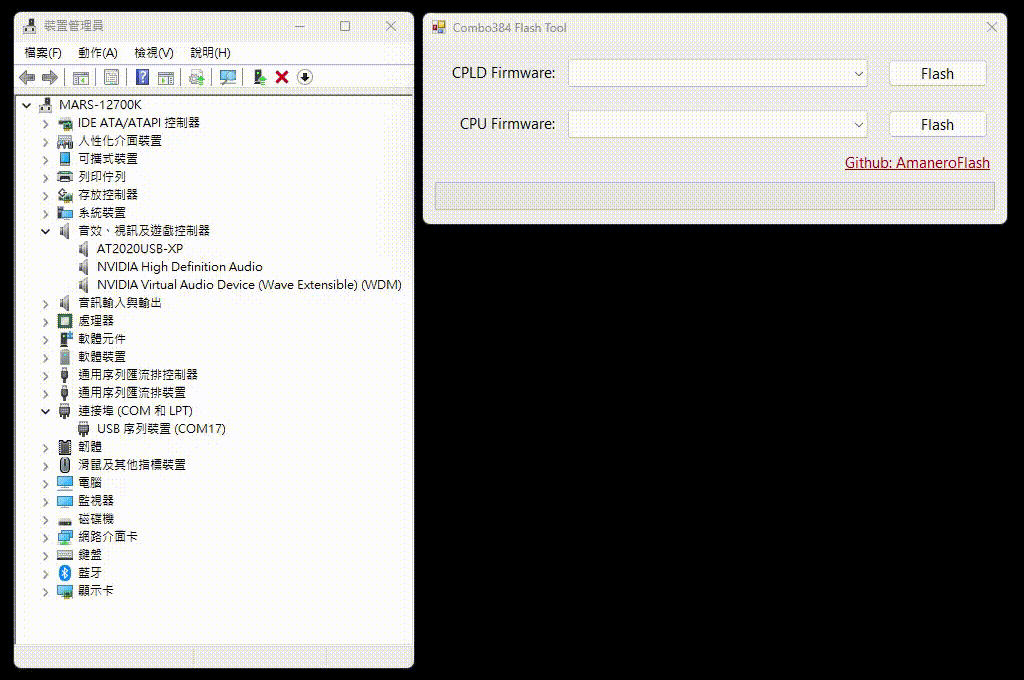 裝置管理員
檔案(F) 動作(A) 檢視(V) 說明(H)
MARS-12700K
IDE ATA/ATAPI 控制器
人性化介面裝置
可攜式裝置
列印佇列
存放控制器
系統裝置
音效、視訊及遊戲控制器
AT2020USB-XP
NVIDIA High Definition Audio
NVIDIA Virtual Audio Device (Wave Extensible) (WDM)
音訊輸入與輸出
處理器
軟體元件
軟體裝置
通用序列匯流排控制器
通用序列匯流排裝置
連接埠 (COM 和 LPT)
USB 序列裝置 (COM17)
韌體
滑鼠及其他指標裝置
電腦
監視器
磁碟機
網路介面卡
鍵盤
藍牙
顯示卡
Combo384 Flash Tool
CPLD Firmware: Flash
CPU Firmware: Flash
Github: AmaneroFlash